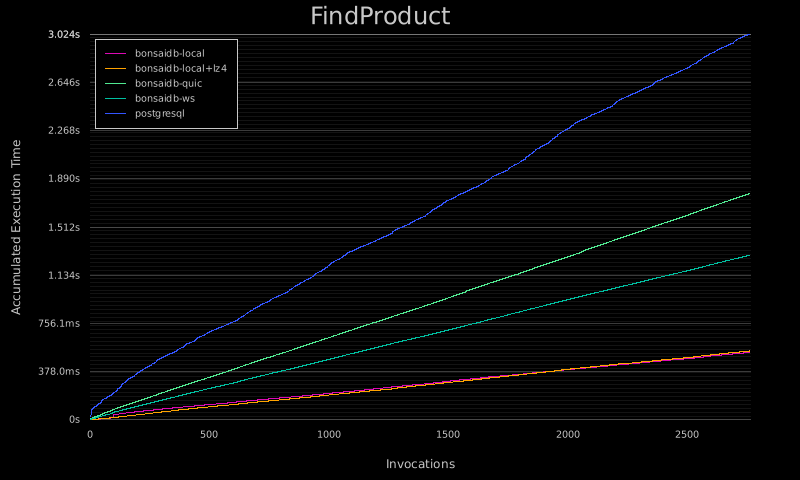 FindProduct
3.024s
2.646s
2.268s
1.890s
1.512s
1.134s
756.1ms
378.0ms
0s
Accumulated Execution Time
bonsaidb-local
bonsaidb-local+lz4
bonsaidb-quic
bonsaidb-ws
postgresql
0 500 1000 1500 2000 2500
Invocations